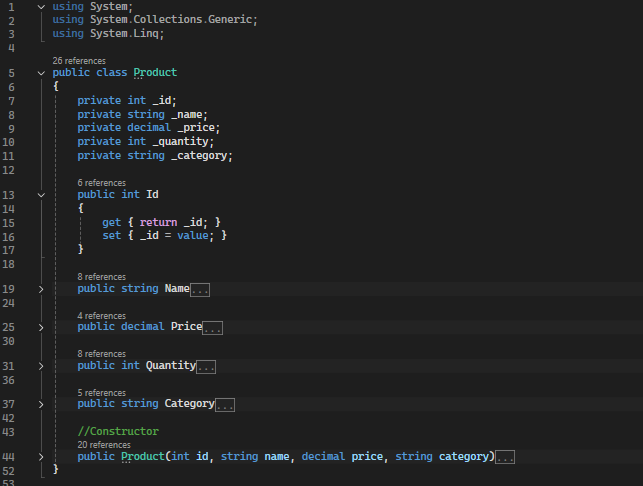 1 using System;
2 using System.Collections.Generic;
3 using System.Linq;
4
26 references
5 public class Product
6 {
7 private int _id;
8 private string _name;
9 private decimal _price;
10 private int _quantity;
11 private string _category;
12
6 references
13 public int Id
14 {
15 get { return _id; }
16 set { _id = value; }
17 }
18
8 references
19 public string Name...
24
4 references
25 public decimal Price...
30
8 references
31 public int Quantity...
36
5 references
37 public string Category...
42
43 //Constructor
20 references
44 public Product(int id, string name, decimal price, string category)...
52 }
53